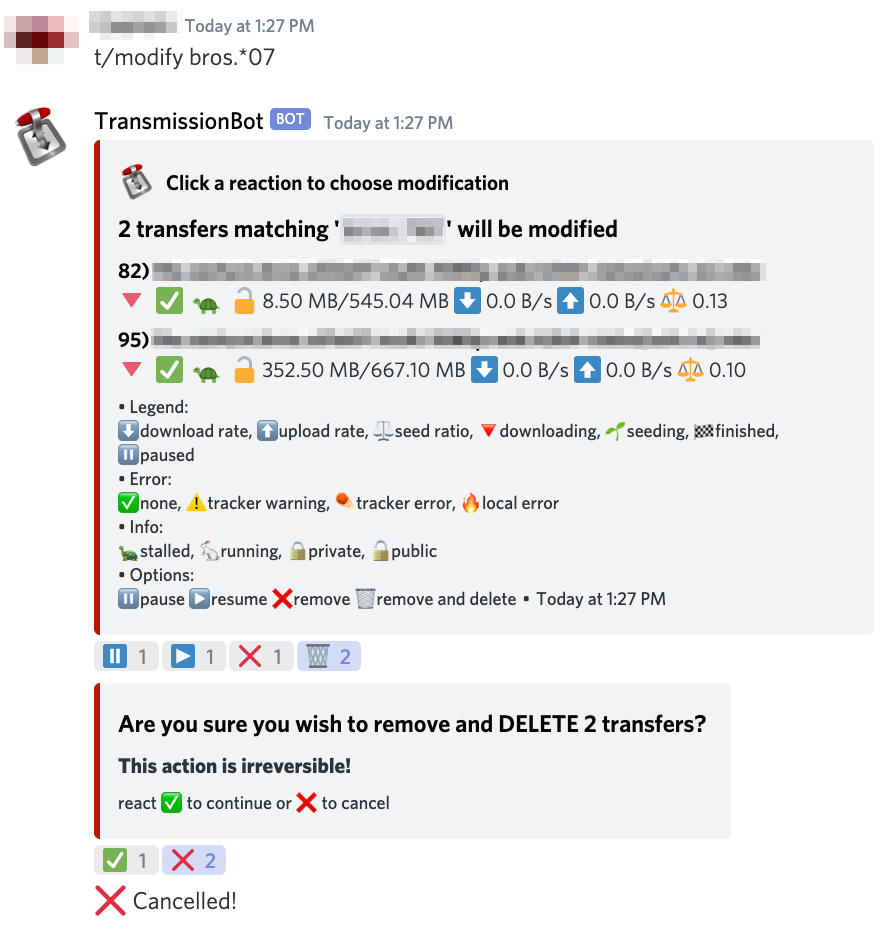 Today at 1:27 PM
t/modify bros.*07
TransmissionBot BOT Today at 1:27 PM
Click a reaction to choose modification
2 transfers matching ' ' will be modified
82)
8.50 MB/545.04 MB 0.0 B/s 0.0 B/s 0.13
95)
352.50 MB/667.10 MB 0.0 B/s 0.0 B/s 0.10
• Legend:
⬇️download rate, ⬆️upload rate, ⚖️seed ratio, 🔻downloading, 🌱seeding, 🏁finished,
⏸paused
• Error:
✅none, ⚠️tracker warning, ☄️tracker error, 🔥local error
• Info:
🐢stalled, 🐇running, 🔒private, 🔓public
• Options:
⏸pause ▶️resume ❌remove 🗑remove and delete • Today at 1:27 PM
1 1 1 2
Are you sure you wish to remove and DELETE 2 transfers?
This action is irreversible!
react ✅ to continue or ❌ to cancel
1 2
❌ Cancelled!